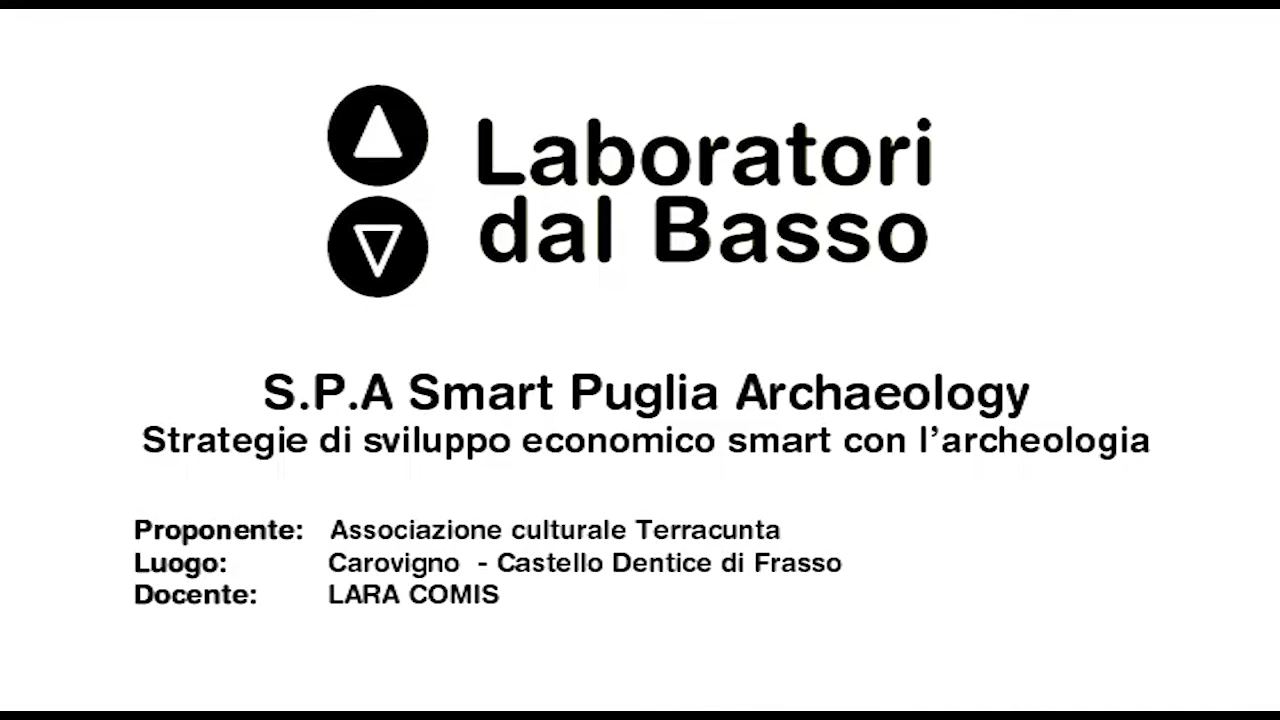 Laboratori
dal Basso
S.P.A Smart Puglia Archaeology
Strategie di sviluppo economico smart con l’archeologia
Proponente: Associazione culturale Terracunta
Luogo: Carovigno - Castello Dentice di Frasso
Docente: LARA COMIS